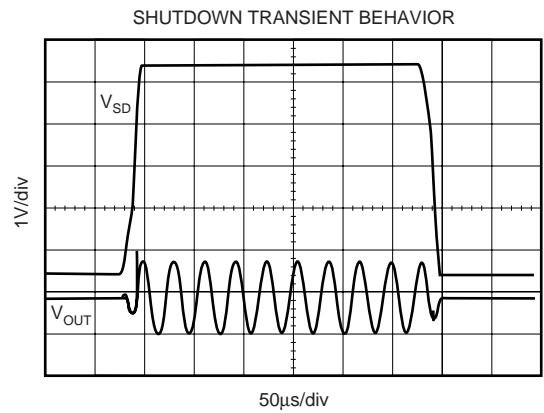 SHUTDOWN TRANSIENT BEHAVIOR
V_SD
1V/div
V_OUT
50µs/div